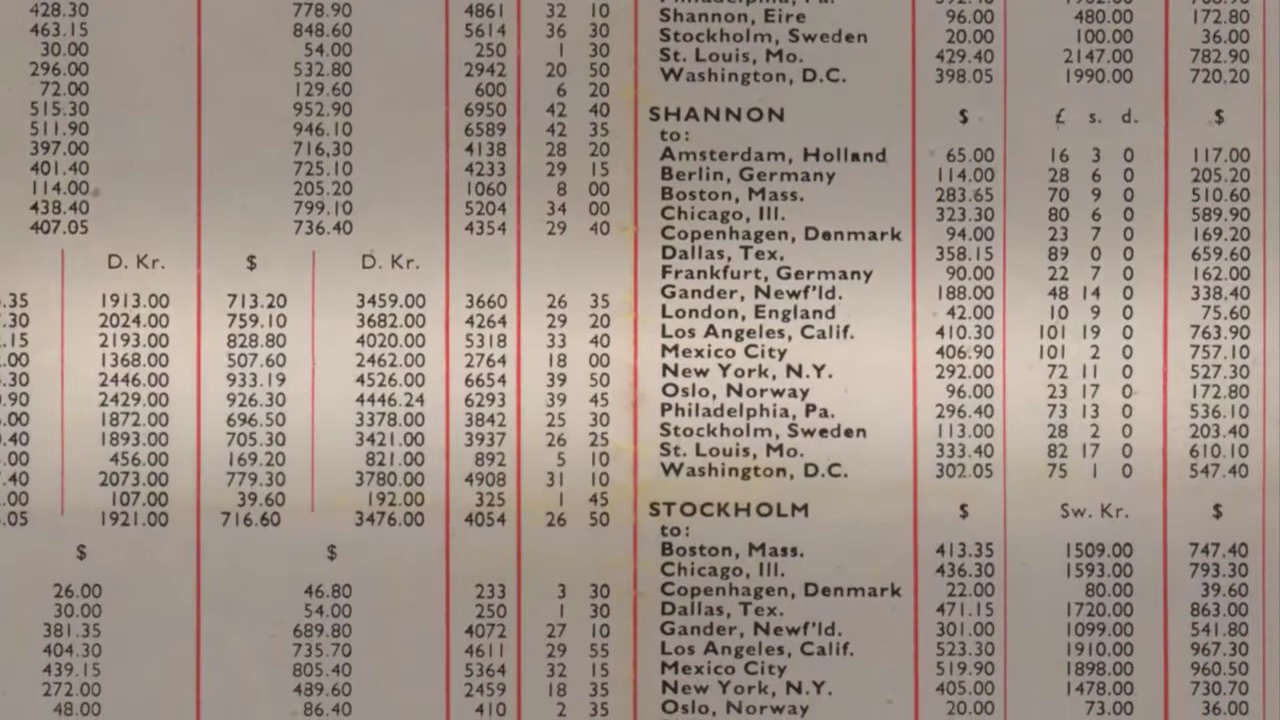 428.30 778.90 4861 32 10
463.15 848.60 5614 36 30
30.00 54.00 250 1 30
296.00 532.80 2942 20 50
72.00 129.60 600 6 20
515.30 952.90 6950 42 40
511.90 946.10 6589 42 35
397.00 716,30 4138 28 20
401.40 725.10 4233 29 15
114.00 205.20 1060 8 00
438.40 799.10 5204 34 00
407.05 736.40 4354 29 40
D. Kr. $ D. Kr.
.35 1913.00 713.20 3459.00 3660 26 35
.30 2024.00 759.10 3682.00 4264 29 20
.15 2193.00 828.80 4020.00 5318 33 40
.00 1368.00 507.60 2462.00 2764 18 00
.30 2446.00 933.19 4526.00 6654 39 50
.90 2429.00 926.30 4446.24 6293 39 45
.00 1872.00 696.50 3378.00 3842 25 30
.40 1893.00 705.30 3421.00 3937 26 25
.00 456.00 169.20 821.00 892 5 10
.40 2073.00 779.30 3780.00 4908 31 10
.00 107.00 39.60 192.00 325 1 45
.05 1921.00 716.60 3476.00 4054 26 50
$ $
26.00 46.80 233 3 30
30.00 54.00 250 1 30
381.35 689.80 4072 27 10
404.30 735.70 4611 29 55
439.15 805.40 5364 32 15
272.00 489.60 2459 18 35
48.00 86.40 410 2 35
Shannon, Eire 96.00 480.00 172.80
Stockholm, Sweden 20.00 100.00 36.00
St. Louis, Mo. 429.40 2147.00 782.90
Washington, D.C. 398.05 1990.00 720.20
SHANNON $ £ s. d. $
to:
Amsterdam, Holland 65.00 16 3 0 117.00
Berlin, Germany 114.00 28 6 0 205.20
Boston, Mass. 283.65 70 9 0 510.60
Chicago, Ill. 323.30 80 6 0 589.90
Copenhagen, Denmark 94.00 23 7 0 169.20
Dallas, Tex. 358.15 89 0 0 659.60
Frankfurt, Germany 90.00 22 7 0 162.00
Gander, Newf'ld. 188.00 48 14 0 338.40
London, England 42.00 10 9 0 75.60
Los Angeles, Calif. 410.30 101 19 0 763.90
Mexico City 406.90 101 2 0 757.10
New York, N.Y. 292.00 72 11 0 527.30
Oslo, Norway 96.00 23 17 0 172.80
Philadelphia, Pa. 296.40 73 13 0 536.10
Stockholm, Sweden 113.00 28 2 0 203.40
St. Louis, Mo. 333.40 82 17 0 610.10
Washington, D.C. 302.05 75 1 0 547.40
STOCKHOLM $ Sw. Kr. $
to:
Boston, Mass. 413.35 1509.00 747.40
Chicago, Ill. 436.30 1593.00 793.30
Copenhagen, Denmark 22.00 80.00 39.60
Dallas, Tex. 471.15 1720.00 863.00
Gander, Newf'ld. 301.00 1099.00 541.80
Los Angeles, Calif. 523.30 1910.00 967.30
Mexico City 519.90 1898.00 960.50
New York, N.Y. 405.00 1478.00 730.70
Oslo, Norway 20.00 73.00 36.00